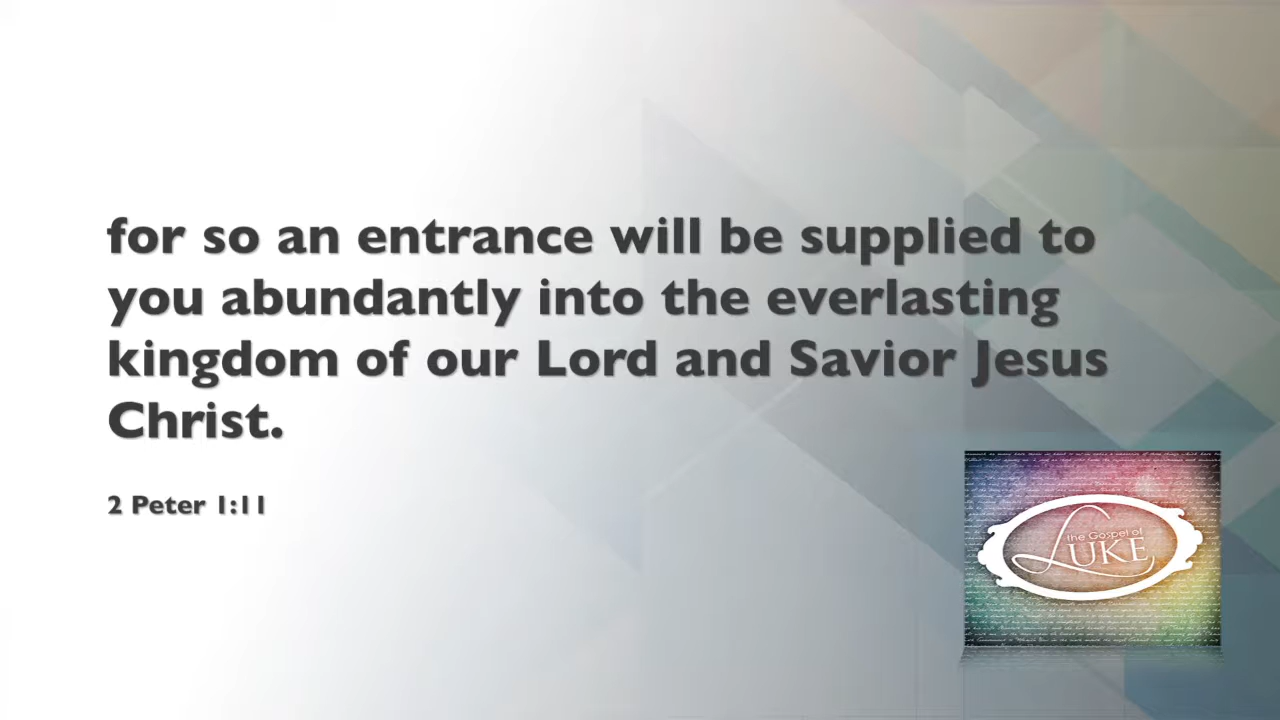 for so an entrance will be supplied to
you abundantly into the everlasting
kingdom of our Lord and Savior Jesus
Christ.
2 Peter 1:11
the Gospel of
LUKE